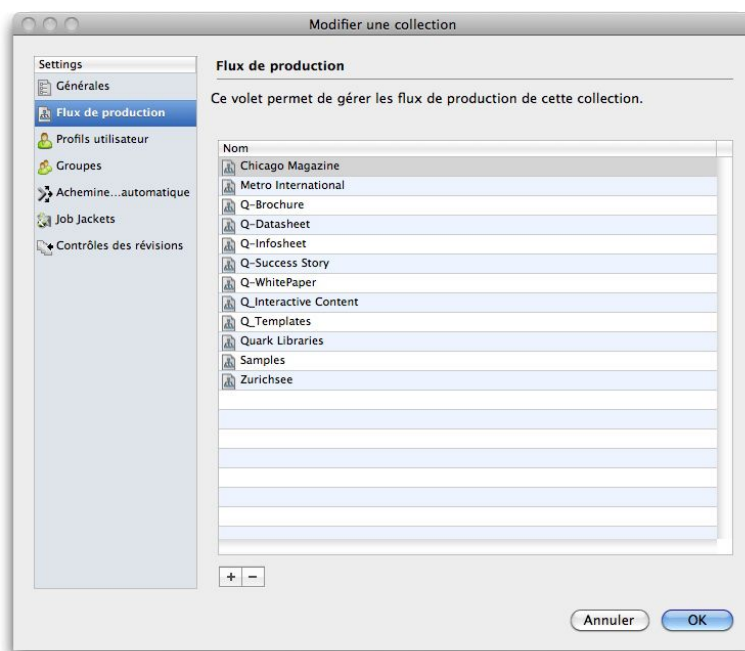 Modifier une collection
Settings
Générales
Flux de production
Profils utilisateur
Groupes
Achemine...automatique
Job Jackets
Contrôles des révisions
Flux de production
Ce volet permet de gérer les flux de production de cette collection.
Nom
Chicago Magazine
Metro International
Q-Brochure
Q-Datasheet
Q-Infosheet
Q-Success Story
Q-WhitePaper
Q_Interactive Content
Q_Templates
Quark Libraries
Samples
Zurichsee
+ −
Annuler OK